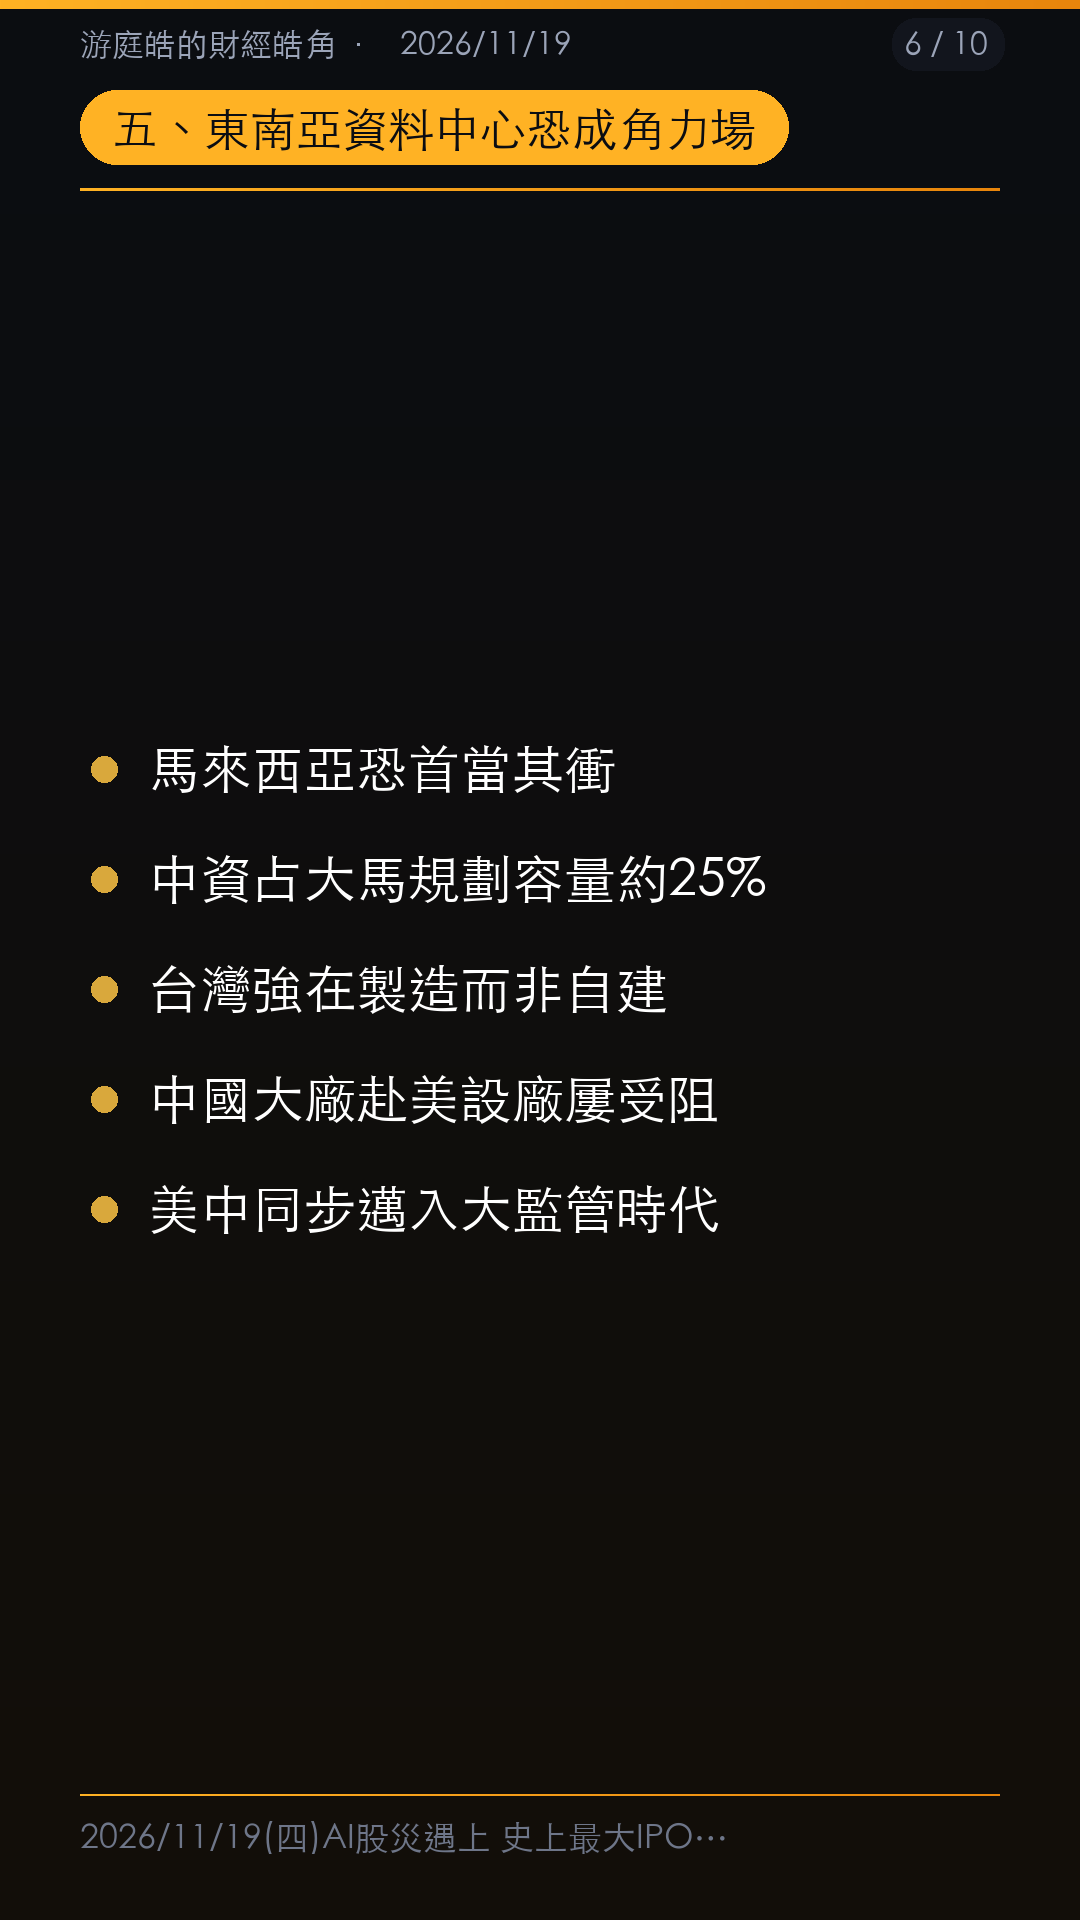 游庭皓的財經皓角 · 2026/11/19
6 / 10
五、東南亞資料中心恐成角力場
馬來西亞恐首當其衝
中資占大馬規劃容量約25%
台灣強在製造而非自建
中國大廠赴美設廠屢受阻
美中同步邁入大監管時代
2026/11/19(四)AI股災遇上 史上最大IPO⋯